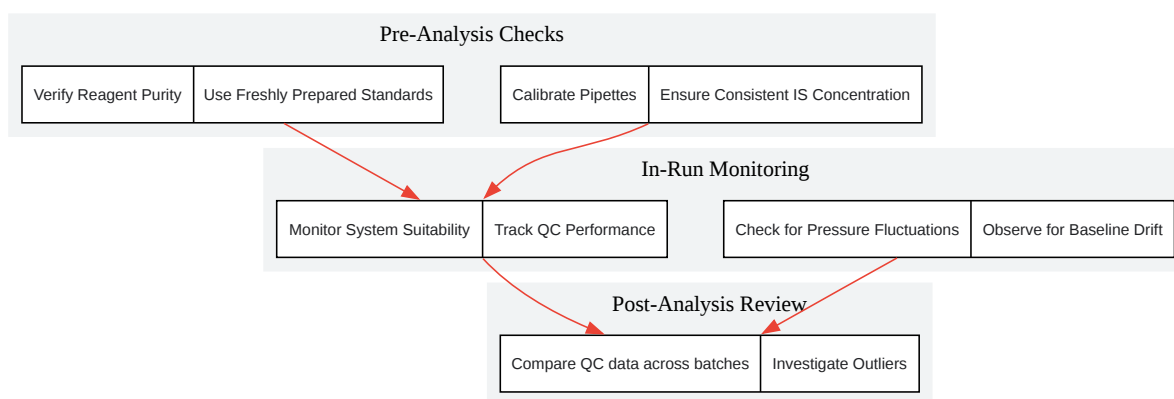 Pre-Analysis Checks
Verify Reagent Purity
Use Freshly Prepared Standards
Calibrate Pipettes
Ensure Consistent IS Concentration
In-Run Monitoring
Monitor System Suitability
Track QC Performance
Check for Pressure Fluctuations
Observe for Baseline Drift
Post-Analysis Review
Compare QC data across batches
Investigate Outliers